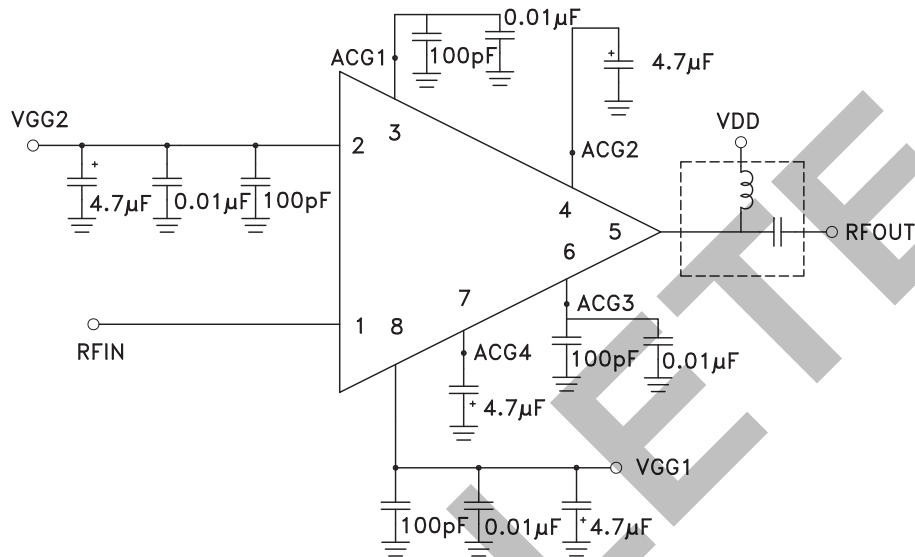 0.01µF
ACG1
100pF
4.7µF
VGG2
2
3
ACG2
VDD
4.7µF
0.01µF
100pF
4
5
RFOUT
6
7
ACG3
RFIN
1
8
ACG4
100pF
0.01µF
4.7µF
VGG1
100pF
0.01µF
4.7µF
LETE